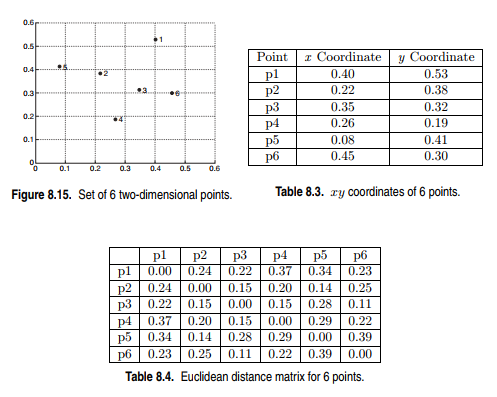 0.6
0.5
0.4
0.3
0.2
0.1
0
0 0.1 0.2 0.3 0.4 0.5 0.6
1
5
2
3
6
4
Figure 8.15. Set of 6 two-dimensional points.
Point x Coordinate y Coordinate
p1 0.40 0.53
p2 0.22 0.38
p3 0.35 0.32
p4 0.26 0.19
p5 0.08 0.41
p6 0.45 0.30
Table 8.3. xy coordinates of 6 points.
p1 p2 p3 p4 p5 p6
p1 0.00 0.24 0.22 0.37 0.34 0.23
p2 0.24 0.00 0.15 0.20 0.14 0.25
p3 0.22 0.15 0.00 0.15 0.28 0.11
p4 0.37 0.20 0.15 0.00 0.29 0.22
p5 0.34 0.14 0.28 0.29 0.00 0.39
p6 0.23 0.25 0.11 0.22 0.39 0.00
Table 8.4. Euclidean distance matrix for 6 points.